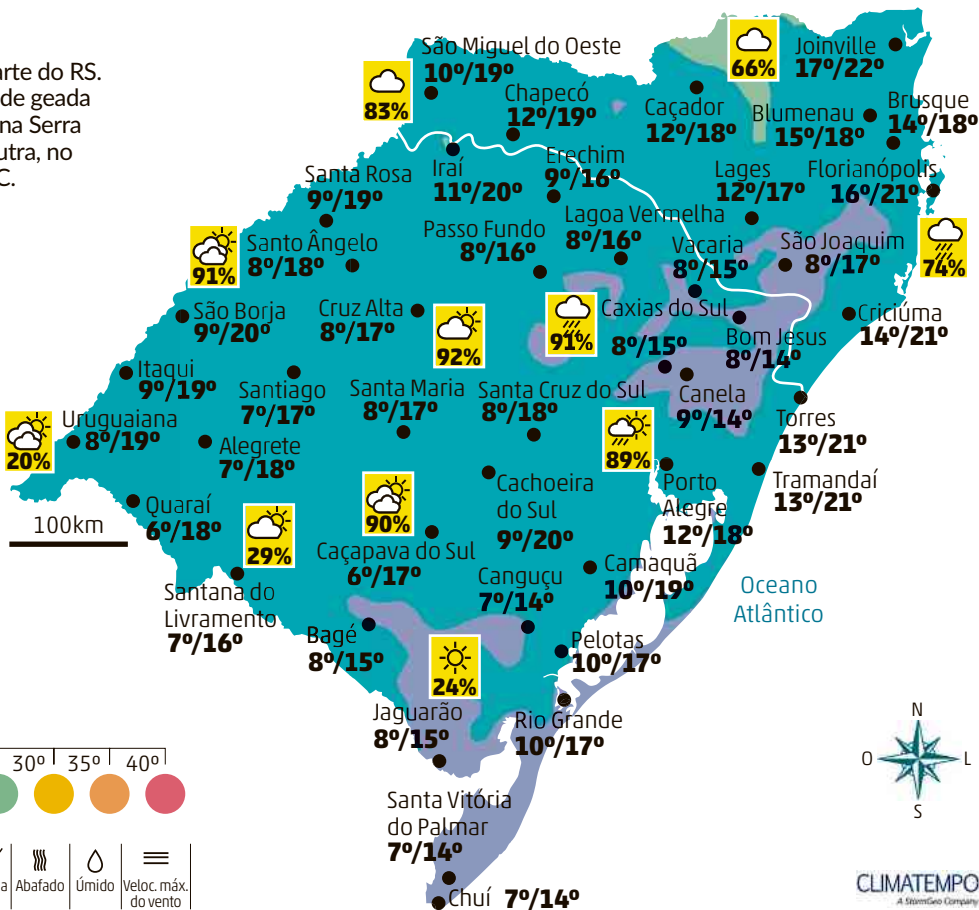 arte do RS.
de geada
na Serra
utra, no
C.
São Miguel do Oeste
10º/19º
83%
Chapecó
12º/19º
66%
Joinville
17º/22º
Caçador
12º/18º
Blumenau
15º/18º
Brusque
14º/18º
Santa Rosa
9º/19º
Iraí
11º/20º
Erechim
9º/16º
Lages
12º/17º
Florianópolis
16º/21º
91%
Santo Ângelo
8º/18º
Passo Fundo
8º/16º
Lagoa Vermelha
8º/16º
Vacaria
8º/15º
São Joaquim
8º/17º
74%
São Borja
9º/20º
Cruz Alta
8º/17º
92%
91%
Caxias do Sul
8º/15º
Bom Jesus
8º/14º
Criciúma
14º/21º
Itaqui
9º/19º
Santiago
7º/17º
Santa Maria
8º/17º
Santa Cruz do Sul
8º/18º
Canela
9º/14º
Torres
13º/21º
20%
Uruguaiana
8º/19º
Alegrete
7º/18º
89%
Porto
Alegre
12º/18º
Tramandaí
13º/21º
Quaraí
6º/18º
100km
29%
90%
Cachoeira
do Sul
9º/20º
Caçapava do Sul
6º/17º
Canguçu
7º/14º
Camaquã
10º/19º
Oceano
Atlântico
Santana do
Livramento
7º/16º
Bagé
8º/15º
24%
Pelotas
10º/17º
Jaguarão
8º/15º
Rio Grande
10º/17º
Santa Vitória
do Palmar
7º/14º
Chuí 7º/14º
N
O
L
S
30º 35º 40º
a
Abafado
Úmido
Veloc. máx.
do vento
CLIMATEMPO
A StormGeo Company